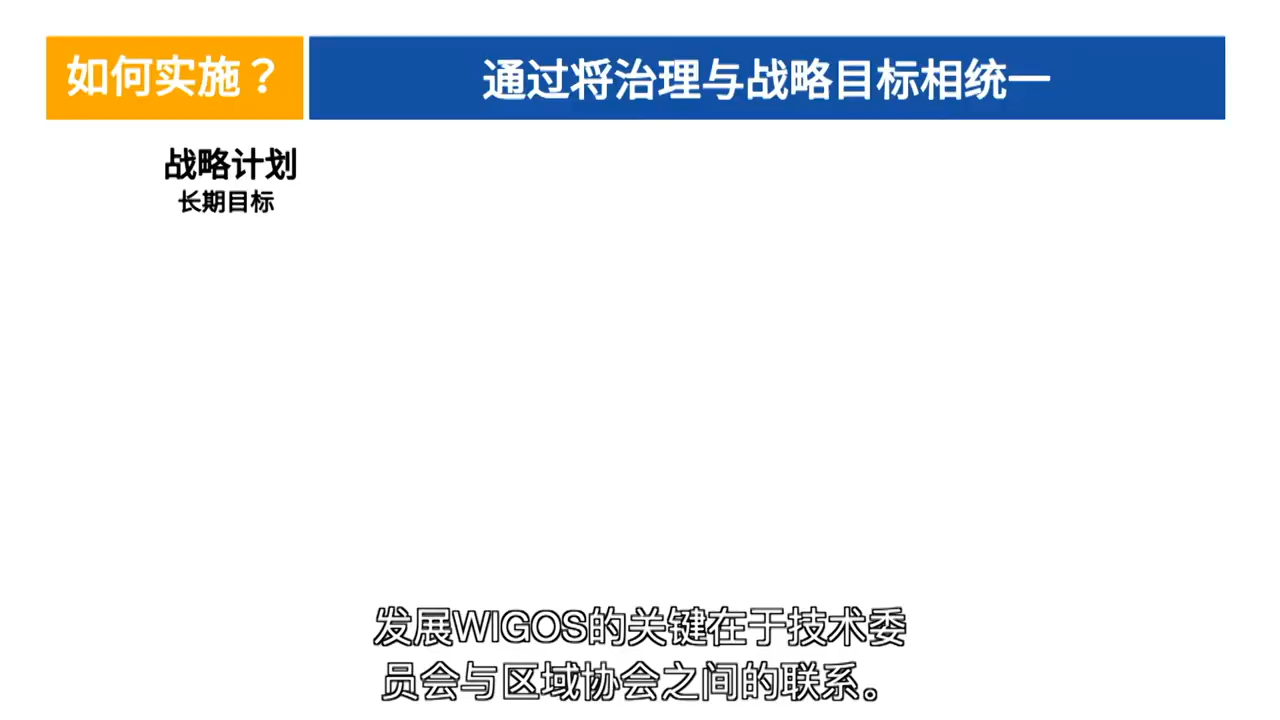 如何实施？
通过将治理与战略目标相统一
战略计划
长期目标
发展WIGOS的关键在于技术委
员会与区域协会之间的联系。